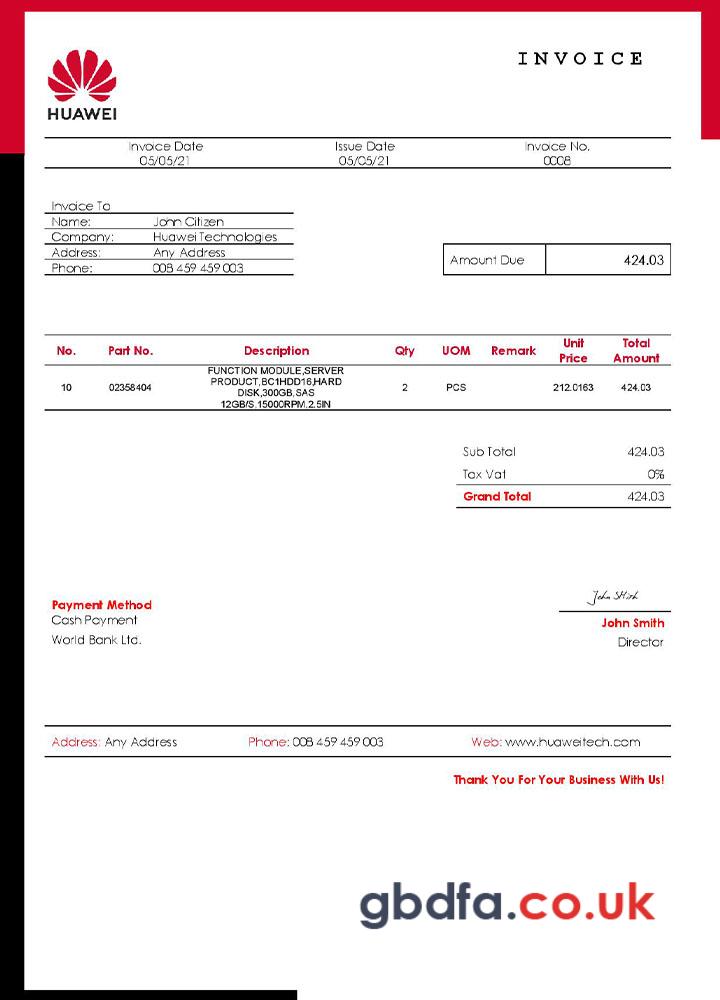 INVOICE
HUAWEI
Invoice Date Issue Date Invoice No.
05/05/21 05/05/21 0008
Invoice To
Name: John Citizen
Company: Huawei Technologies
Address: Any Address
Phone: 008 459 459 003
Amount Due 424.03
No. Part No. Description Qty UOM Remark Unit Price Total Amount
FUNCTION MODULE,SERVER
PRODUCT,BC1HDD16,HARD
10 02358404 DISK,300GB,SAS 2 PCS 212.0163 424.03
12GB/S,15000RPM,2.5IN
Sub Total 424.03
Tax Vat 0%
Grand Total 424.03
John Smith
Payment Method
Cash Payment
World Bank Ltd.
John Smith
Director
Address: Any Address Phone: 008 459 459 003 Web: www.huaweitech.com
Thank You For Your Business With Us!
gbdfa.co.uk